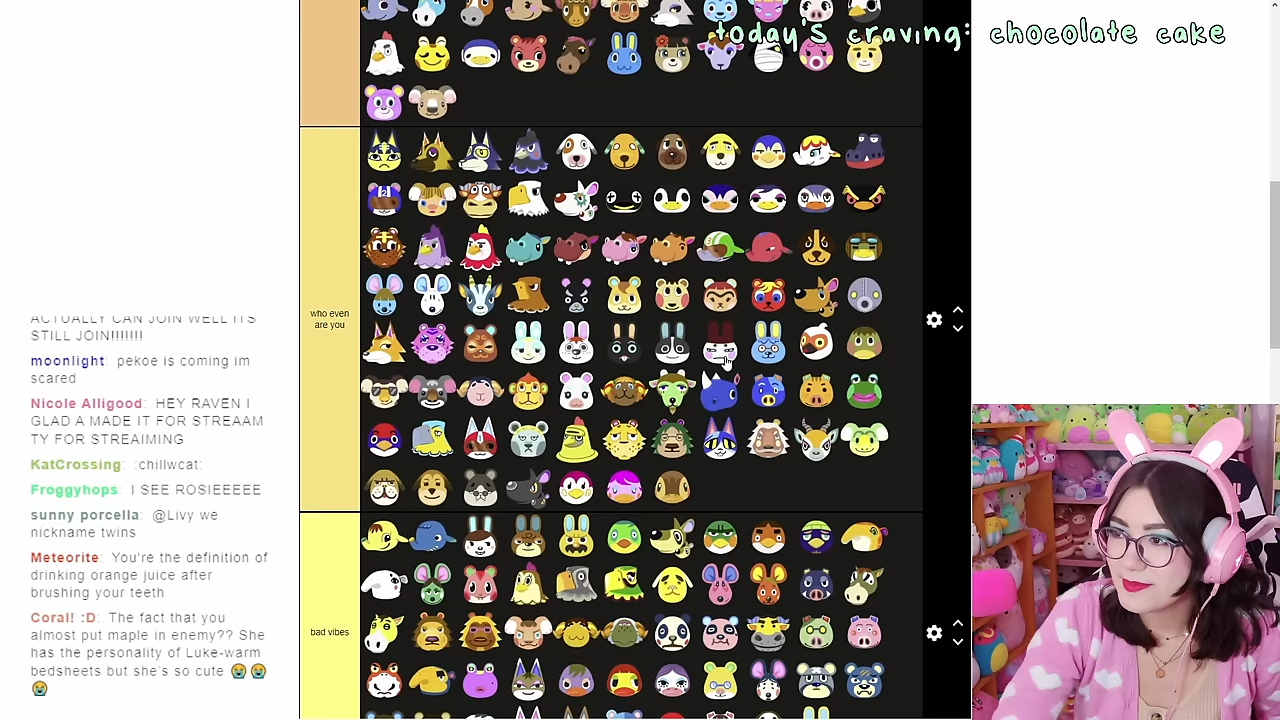 today's craving: chocolate cake
who even
are you
bad vibes
ACTUALLY CAN JOIN WELL ITS
STILL JOIN!!!!!!!
moonlight: pekoe is coming im
scared
Nicole Alligood: HEY RAVEN I
GLAD A MADE IT FOR STREAAM
TY FOR STREAIMING
KatCrossing: :chillwcat:
Froggyhops: I SEE ROSIEEEEE
sunny porcella: @Livy we
nickname twins
Meteorite: You're the definition of
drinking orange juice after
brushing your teeth
Coral! :D: The fact that you
almost put maple in enemy?? She
has the personality of Luke-warm
bedsheets but she's so cute 😭😭
😭